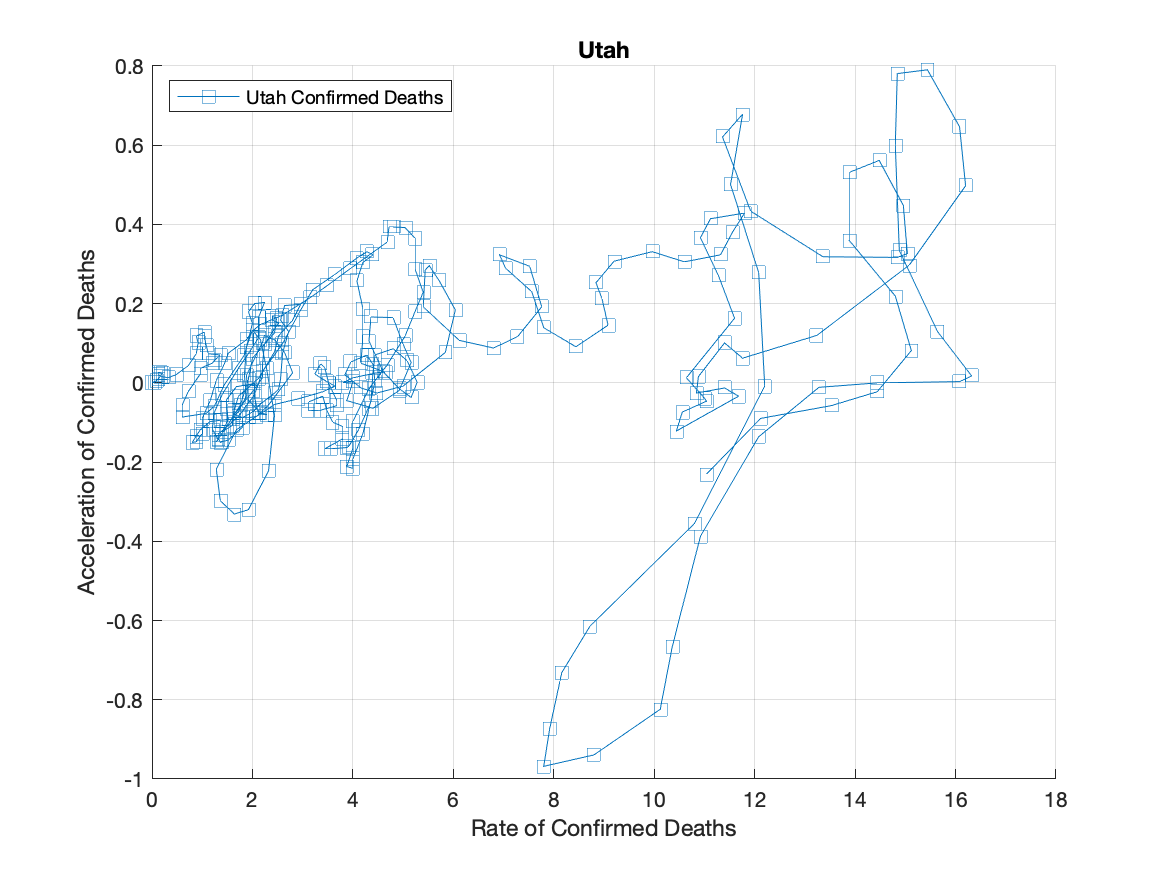 Utah
Utah Confirmed Deaths
0.8
0.6
0.4
0.2
0
-0.2
-0.4
-0.6
-0.8
-1
Acceleration of Confirmed Deaths
0 2 4 6 8 10 12 14 16 18
Rate of Confirmed Deaths